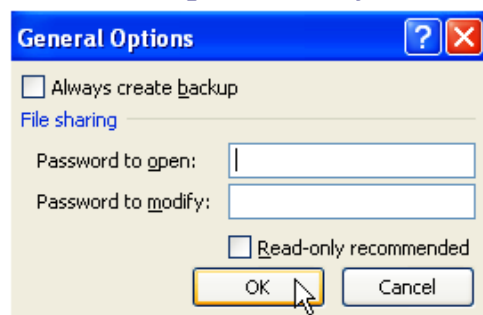 General Options
?
Always create backup
File sharing
Password to open:
Password to modify:
Read-only recommended
OK Cancel